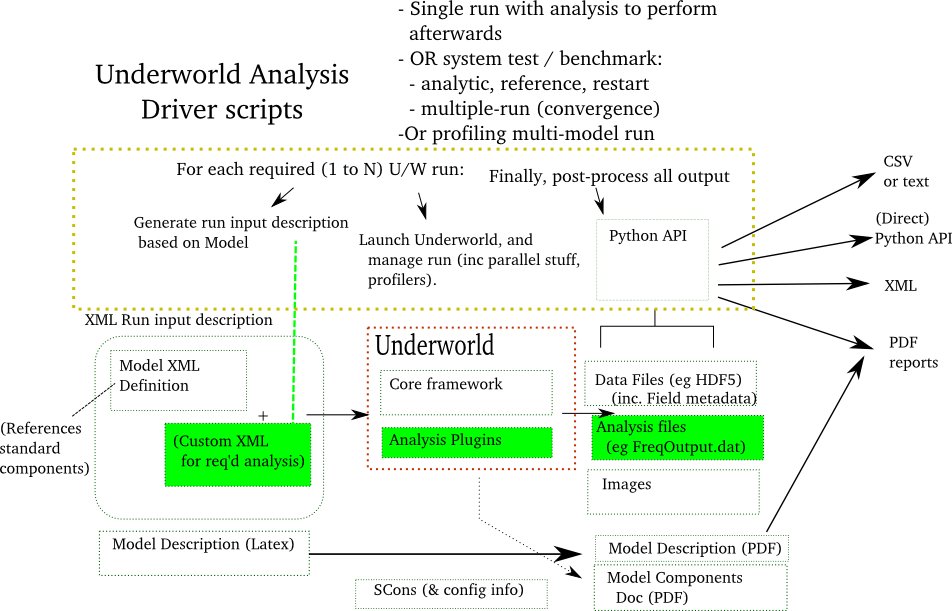 - Single run with analysis to perform
afterwards
- OR system test / benchmark:
- analytic, reference, restart
- multiple-run (convergence)
-Or profiling multi-model run
Underworld Analysis
Driver scripts
For each required (1 to N) U/W run:
Finally, post-process all output
Generate run input description
based on Model
Launch Underworld, and
manage run (inc parallel stuff,
profilers).
Python API
CSV
or text
(Direct)
Python API
XML
PDF
reports
XML Run input description
Model XML
Definition
+
(Custom XML
for req'd analysis)
(References
standard
components)
Underworld
Core framework
Analysis Plugins
Data Files (eg HDF5)
(inc. Field metadata)
Analysis files
(eg FreqOutput.dat)
Images
Model Description (Latex)
Model Description (PDF)
Model Components
Doc (PDF)
SCons (& config info)